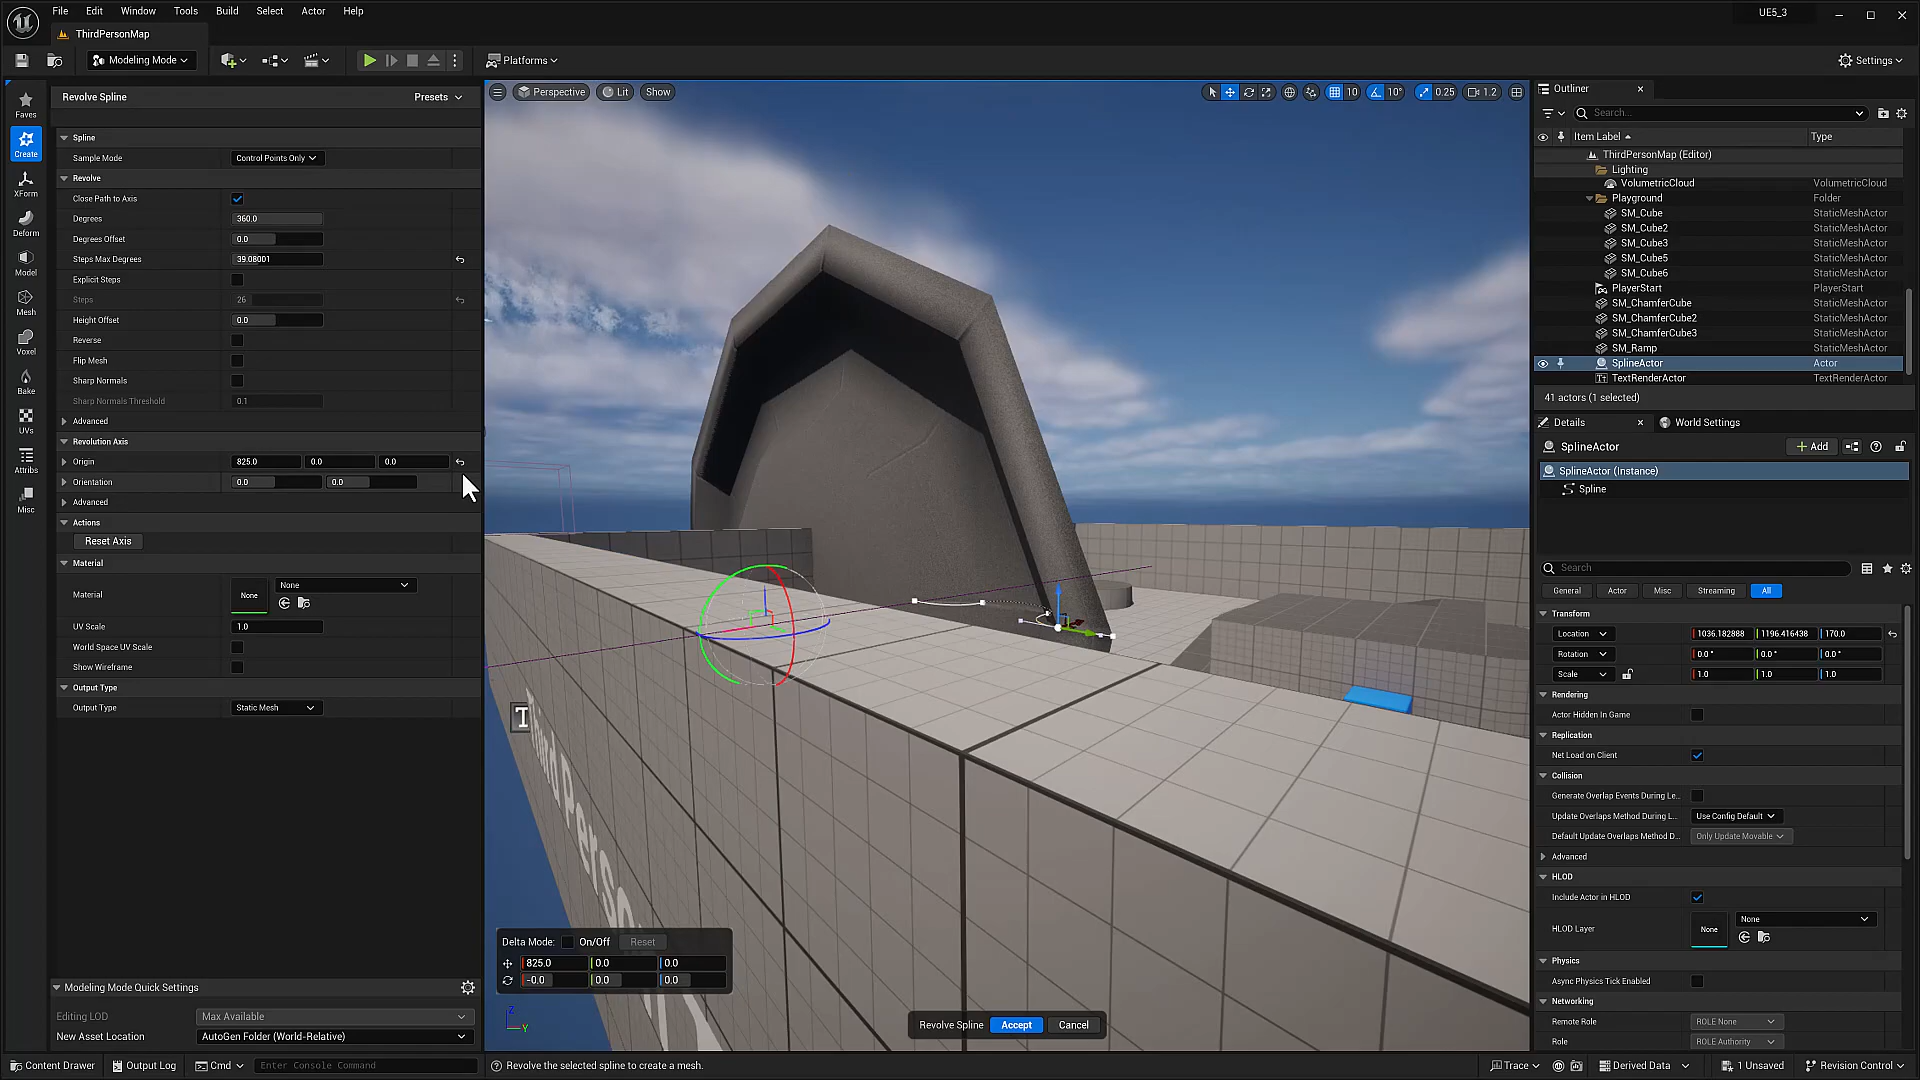 File Edit Window Tools Build Select Actor Help
UE5_3
ThirdPersonMap
Modeling Mode
Platforms
Settings
Revolve Spline Presets
Faves
Create
XForm
Deform
Model
Mesh
Voxel
Bake
UVs
Attribs
Misc
Spline
Sample Mode Control Points Only
Revolve
Close Path to Axis
Degrees 360.0
Degrees Offset 0.0
Steps Max Degrees 39.08001
Explicit Steps
Steps 26
Height Offset 0.0
Reverse
Flip Mesh
Sharp Normals
Sharp Normals Threshold 0.1
Advanced
Revolution Axis
Origin 825.0 0.0 0.0
Orientation 0.0 0.0
Advanced
Actions
Reset Axis
Material
Material None None
UV Scale 1.0
World Space UV Scale
Show Wireframe
Output Type
Output Type Static Mesh
Modeling Mode Quick Settings
Editing LOD Max Available
New Asset Location AutoGen Folder (World-Relative)
Perspective Lit Show
10 10° 0.25 1.2
Third Person
Delta Mode: On/Off Reset
825.0 0.0 0.0
-0.0 0.0 0.0
Z
Y
Revolve Spline Accept Cancel
Outliner
Search...
Item Label Type
ThirdPersonMap (Editor)
Lighting
VolumetricCloud VolumetricCloud
Playground Folder
SM_Cube StaticMeshActor
SM_Cube2 StaticMeshActor
SM_Cube3 StaticMeshActor
SM_Cube5 StaticMeshActor
SM_Cube6 StaticMeshActor
PlayerStart PlayerStart
SM_ChamferCube StaticMeshActor
SM_ChamferCube2 StaticMeshActor
SM_ChamferCube3 StaticMeshActor
SM_Ramp StaticMeshActor
SplineActor Actor
TextRenderActor TextRenderActor
41 actors (1 selected)
Details World Settings
SplineActor Add
SplineActor (Instance)
Spline
Search
General Actor Misc Streaming All
Transform
Location 1036.182888 1196.416438 170.0
Rotation 0.0° 0.0° 0.0°
Scale 1.0 1.0 1.0
Rendering
Actor Hidden In Game
Replication
Net Load on Client
Collision
Generate Overlap Events During Le...
Update Overlaps Method During L... Use Config Default
Default Update Overlaps Method D... Only Update Movable
Advanced
HLOD
Include Actor in HLOD
HLOD Layer None None
Physics
Async Physics Tick Enabled
Networking
Remote Role ROLE None
Role ROLE Authority
Content Drawer Output Log Cmd Enter Console Command
Revolve the selected spline to create a mesh.
Trace Derived Data 1 Unsaved Revision Control